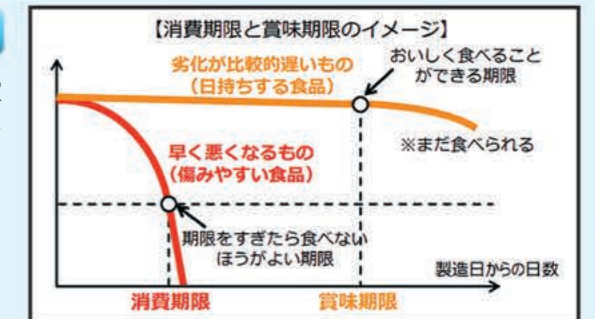 【消費期限と賞味期限のイメージ】
劣化が比較的遅いもの
（日持ちする食品）
おいしく食べること
ができる期限
※まだ食べられる
早く悪くなるもの
（傷みやすい食品）
期限をすぎたら食べない
ほうがよい期限
製造日からの日数
消費期限
賞味期限